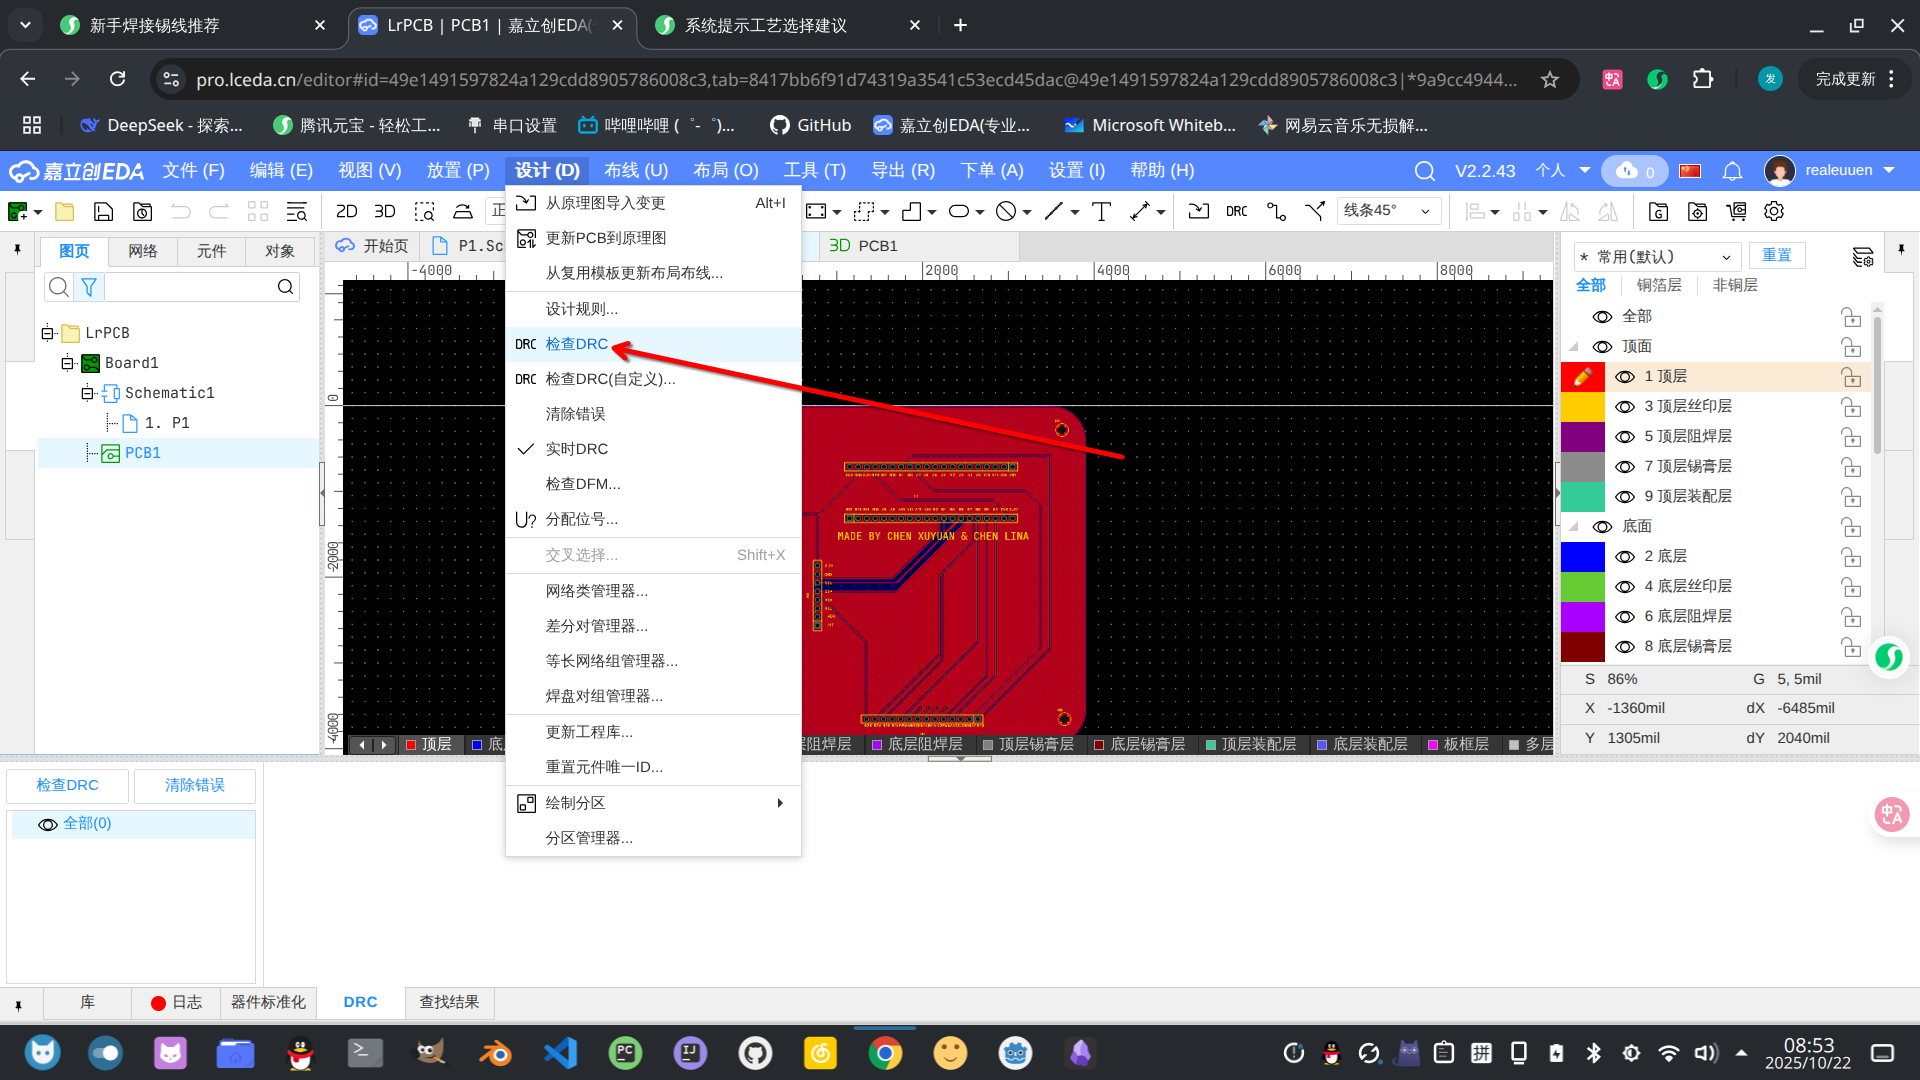 新手焊接锡线推荐
LrPCB | PCB1 | 嘉立创EDA(
系统提示工艺选择建议
pro.lceda.cn/editor#id=49e1491597824a129cdd8905786008c3,tab=8417bb6f91d74319a3541c53ecd45dac@49e1491597824a129cdd8905786008c3|*9a9cc4944...
发
完成更新
DeepSeek - 探索...
腾讯元宝 - 轻松工...
串口设置
哔哩哔哩 (゜-゜)...
GitHub
嘉立创EDA(专业...
Microsoft Whiteb...
网易云音乐无损解...
嘉立创EDA
文件 (F)
编辑 (E)
视图 (V)
放置 (P)
设计 (D)
布线 (U)
布局 (O)
工具 (T)
导出 (R)
下单 (A)
设置 (I)
帮助 (H)
V2.2.43
个人
0
realeuuen
2D
3D
正
DRC
线条45°
图页
网络
元件
对象
LrPCB
Board1
Schematic1
1. P1
PCB1
开始页
P1.Sc
3D PCB1
-4000
2000
4000
6000
8000
0
-2000
-4000
从原理图导入变更 Alt+I
更新PCB到原理图
从复用模板更新布局布线...
设计规则...
DRC 检查DRC
DRC 检查DRC(自定义)...
清除错误
实时DRC
检查DFM...
分配位号...
交叉选择... Shift+X
网络类管理器...
差分对管理器...
等长网络组管理器...
焊盘对组管理器...
更新工程库...
重置元件唯一ID...
绘制分区
分区管理器...
MADE BY CHEN XUYUAN & CHEN LINA
顶层
底
阻焊层
底层阻焊层
顶层锡膏层
底层锡膏层
顶层装配层
底层装配层
板框层
多层
* 常用(默认)
重置
全部
铜箔层
非铜层
全部
顶面
1 顶层
3 顶层丝印层
5 顶层阻焊层
7 顶层锡膏层
9 顶层装配层
底面
2 底层
4 底层丝印层
6 底层阻焊层
8 底层锡膏层
S 86% G 5, 5mil
X -1360mil dX -6485mil
Y 1305mil dY 2040mil
检查DRC
清除错误
全部(0)
库
日志
器件标准化
DRC
查找结果
08:53
2025/10/22